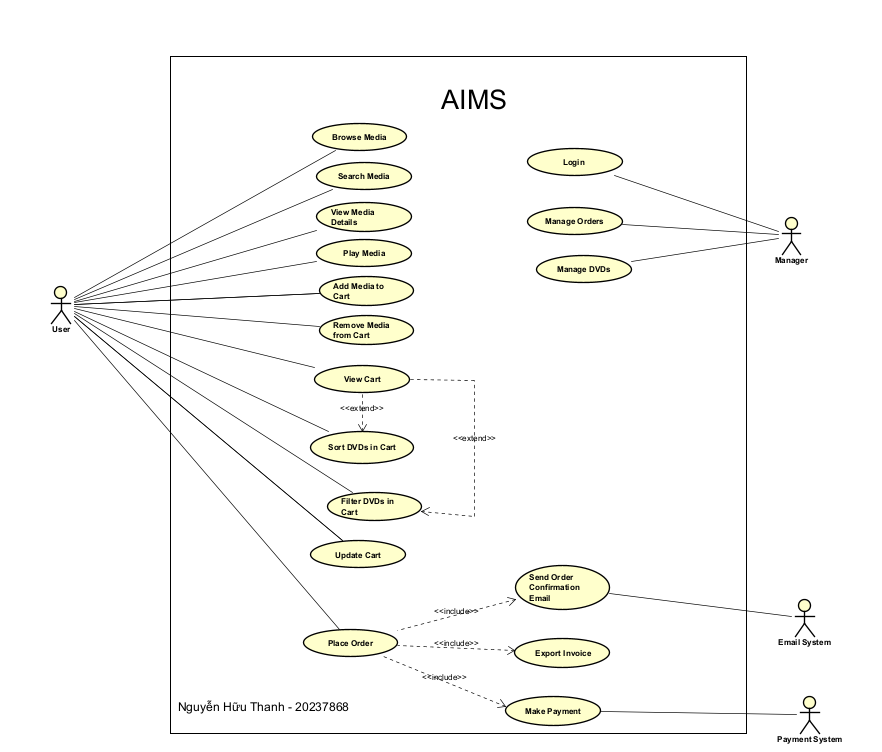 AIMS
Browse Media
Search Media
View Media
Details
Play Media
Add Media to
Cart
Remove Media
from Cart
View Cart
<<extend>>
<<extend>>
Sort DVDs in Cart
Filter DVDs in
Cart
Update Cart
Place Order
<<include>>
<<include>>
<<include>>
Send Order
Confirmation
Email
Export Invoice
Make Payment
Login
Manage Orders
Manage DVDs
User
Manager
Email System
Payment System
Nguyễn Hữu Thanh - 20237868